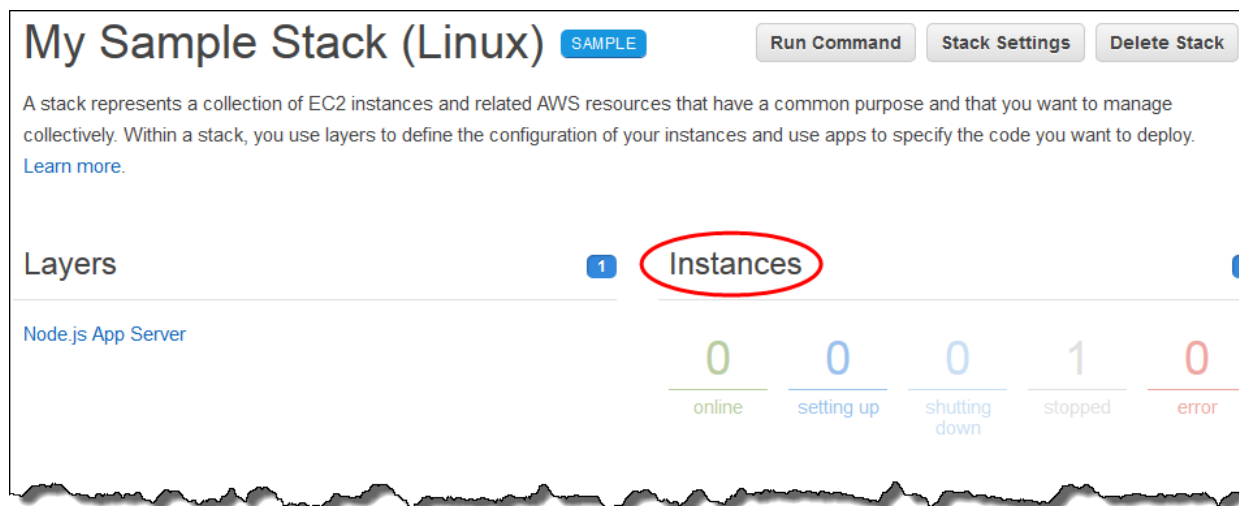 My Sample Stack (Linux) SAMPLE Run Command Stack Settings Delete Stack
A stack represents a collection of EC2 instances and related AWS resources that have a common purpose and that you want to manage
collectively. Within a stack, you use layers to define the configuration of your instances and use apps to specify the code you want to deploy.
Learn more.
Layers 1 Instances
Node.js App Server
0 0 0 1 0
online setting up shutting down stopped error